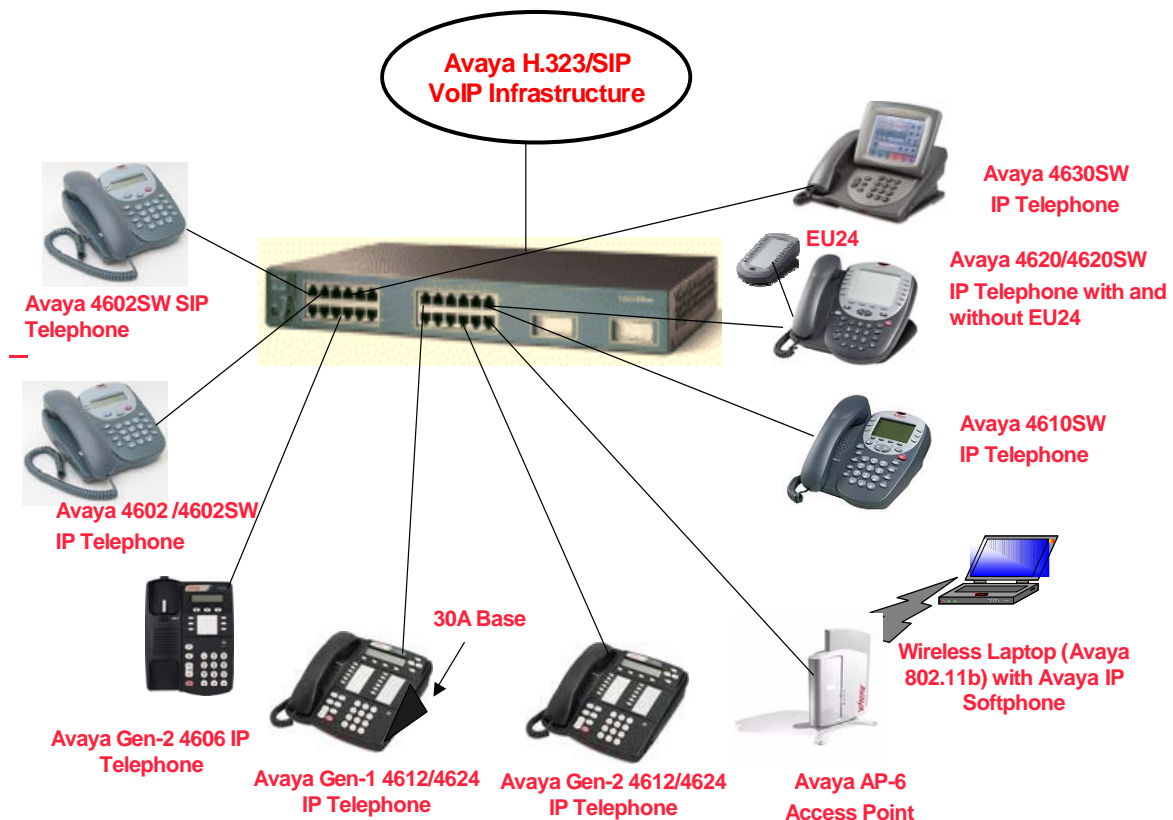 Avaya H.323/SIP
VoIP Infrastructure
Avaya 4630SW
IP Telephone
EU24
Avaya 4620/4620SW
IP Telephone with and
without EU24
Avaya 4602SW SIP
Telephone
Avaya 4610SW
IP Telephone
Avaya 4602 /4602SW
IP Telephone
30A Base
Wireless Laptop (Avaya
802.11b) with Avaya IP
Softphone
Avaya Gen-2 4606 IP
Telephone
Avaya Gen-1 4612/4624
IP Telephone
Avaya Gen-2 4612/4624
IP Telephone
Avaya AP-6
Access Point